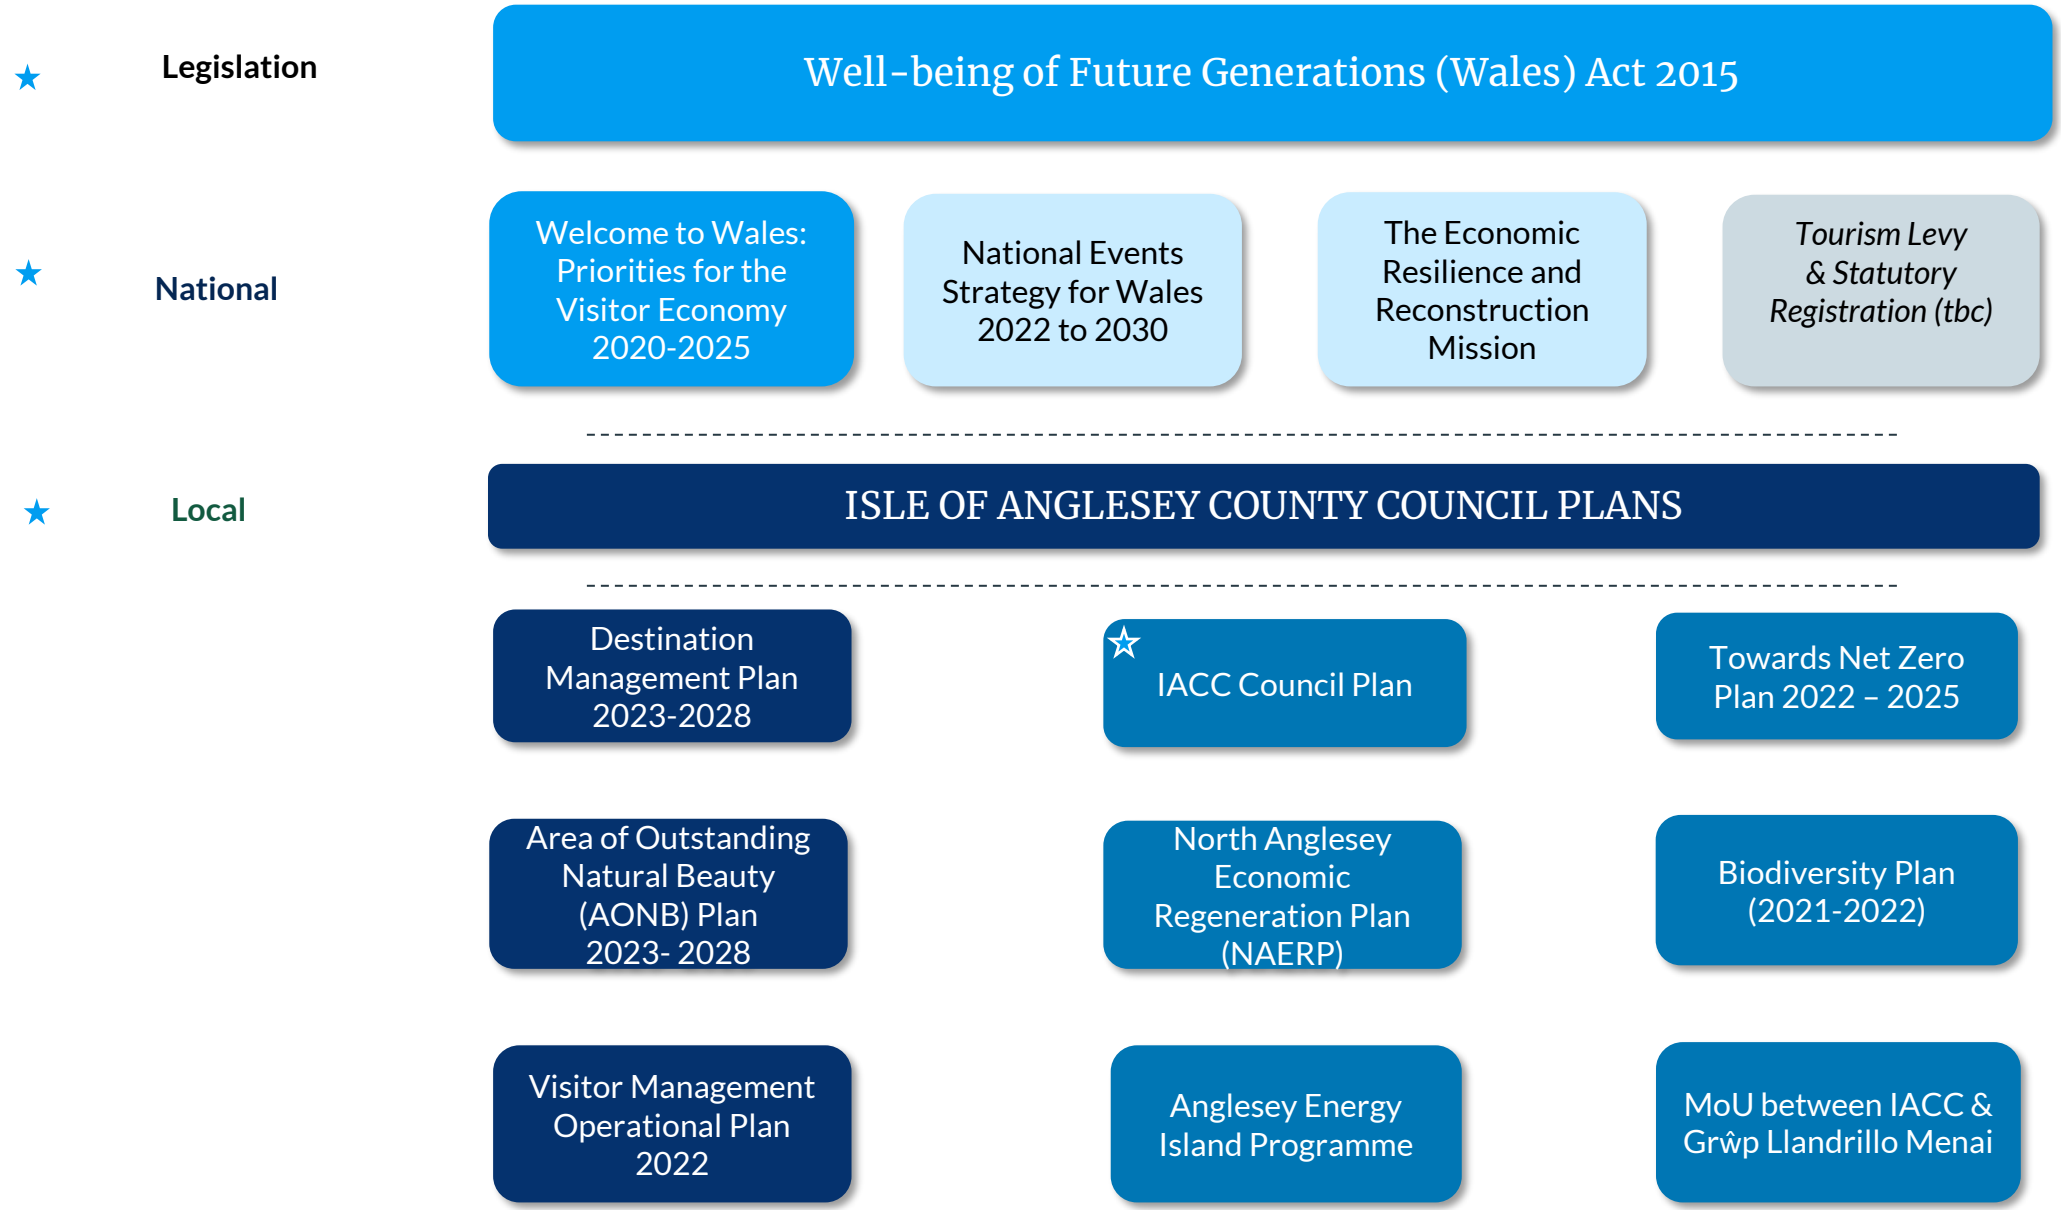 Legislation
Well-being of Future Generations (Wales) Act 2015
National
Welcome to Wales:
Priorities for the
Visitor Economy
2020-2025
National Events
Strategy for Wales
2022 to 2030
The Economic
Resilience and
Reconstruction
Mission
Tourism Levy
& Statutory
Registration (tbc)
Local
ISLE OF ANGLESEY COUNTY COUNCIL PLANS
Destination
Management Plan
2023-2028
IACC Council Plan
Towards Net Zero
Plan 2022 – 2025
Area of Outstanding
Natural Beauty
(AONB) Plan
2023- 2028
North Anglesey
Economic
Regeneration Plan
(NAERP)
Biodiversity Plan
(2021-2022)
Visitor Management
Operational Plan
2022
Anglesey Energy
Island Programme
MoU between IACC &
Grŵp Llandrillo Menai